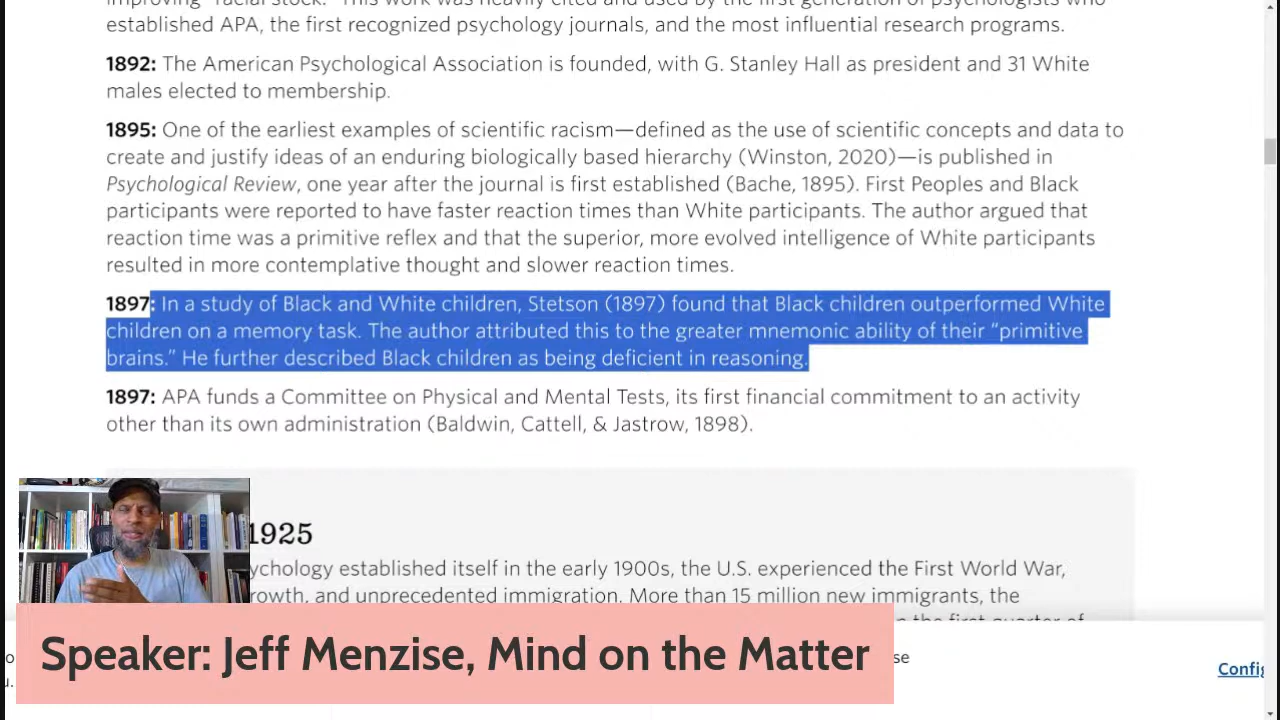 improving "racial stock." This work was heavily cited and used by the first generation of psychologists who
established APA, the first recognized psychology journals, and the most influential research programs.
1892: The American Psychological Association is founded, with G. Stanley Hall as president and 31 White
males elected to membership.
1895: One of the earliest examples of scientific racism—defined as the use of scientific concepts and data to
create and justify ideas of an enduring biologically based hierarchy (Winston, 2020)—is published in
Psychological Review, one year after the journal is first established (Bache, 1895). First Peoples and Black
participants were reported to have faster reaction times than White participants. The author argued that
reaction time was a primitive reflex and that the superior, more evolved intelligence of White participants
resulted in more contemplative thought and slower reaction times.
1897: In a study of Black and White children, Stetson (1897) found that Black children outperformed White
children on a memory task. The author attributed this to the greater mnemonic ability of their “primitive
brains.” He further described Black children as being deficient in reasoning.
1897: APA funds a Committee on Physical and Mental Tests, its first financial commitment to an activity
other than its own administration (Baldwin, Cattell, & Jastrow, 1898).
1925
ychology established itself in the early 1900s, the U.S. experienced the First World War,
rowth, and unprecedented immigration. More than 15 million new immigrants, the
the first quarter of
Speaker: Jeff Menzise, Mind on the Matter
se
Config